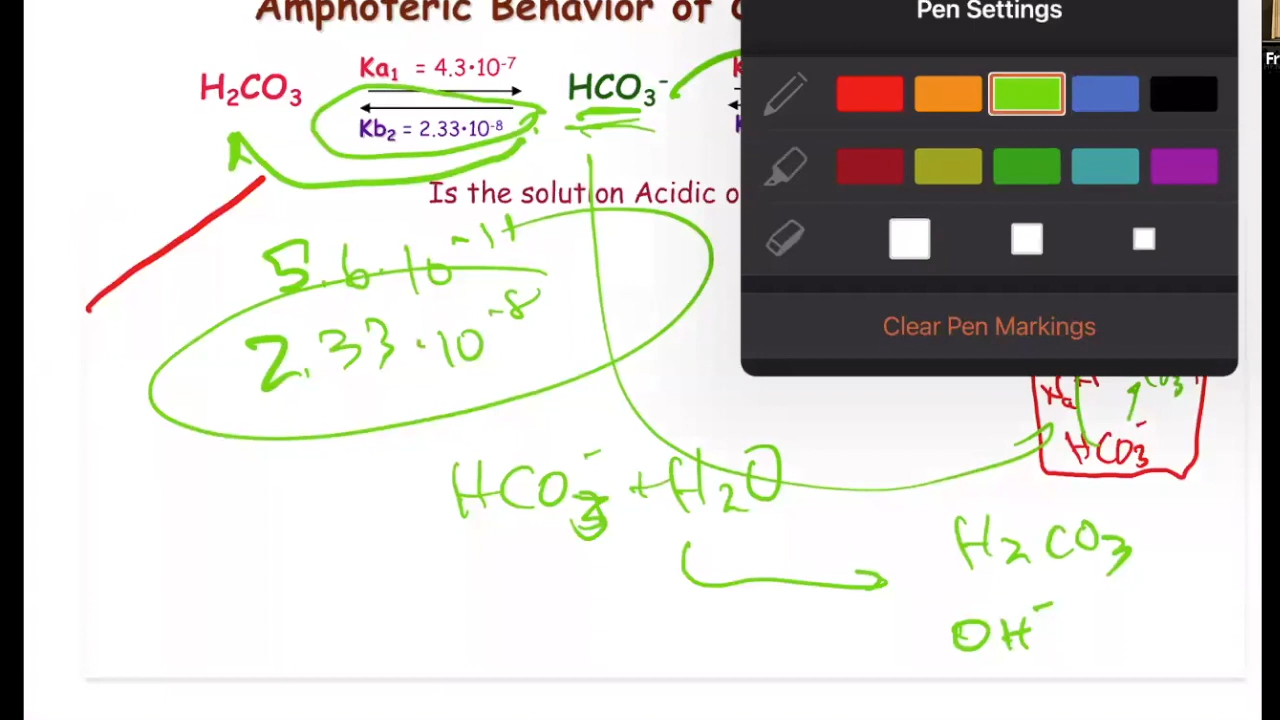 Amphoteric Behavior of
Pen Settings
Fr
Ka₁ = 4.3•10⁻⁷
H₂CO₃
HCO₃⁻
Kb₂ = 2.33•10⁻⁸
Is the solution Acidic o
5.6•10⁻¹¹
2.33•10⁻⁸
Clear Pen Markings
HCO₃⁻
HCO₃⁻ + H₂O
H₂CO₃
OH⁻